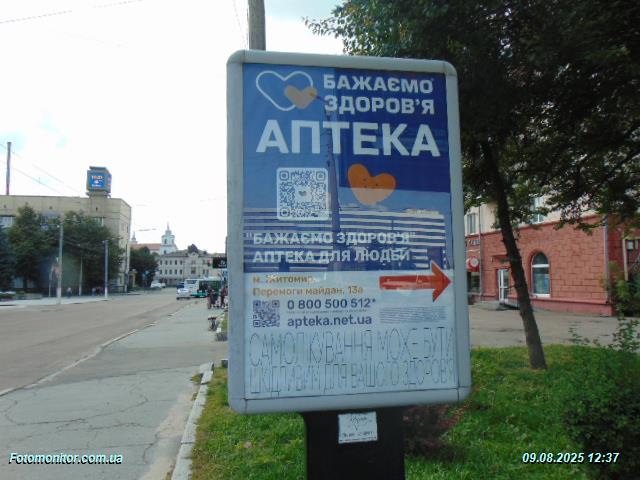 БАЖАЄМО
ЗДОРОВ'Я
АПТЕКА
"БАЖАЄМО ЗДОРОВ'Я"
АПТЕКА ДЛЯ ЛЮДЕЙ
м. Житомир,
Перемоги майдан, 13а
0 800 500 512*
apteka.net.ua
САМОЛІКУВАННЯ МОЖЕ БУТИ
ШКІДЛИВИМ ДЛЯ ВАШОГО ЗДОРОВ'Я
Fotomonitor.com.ua
09.08.2025 12:37